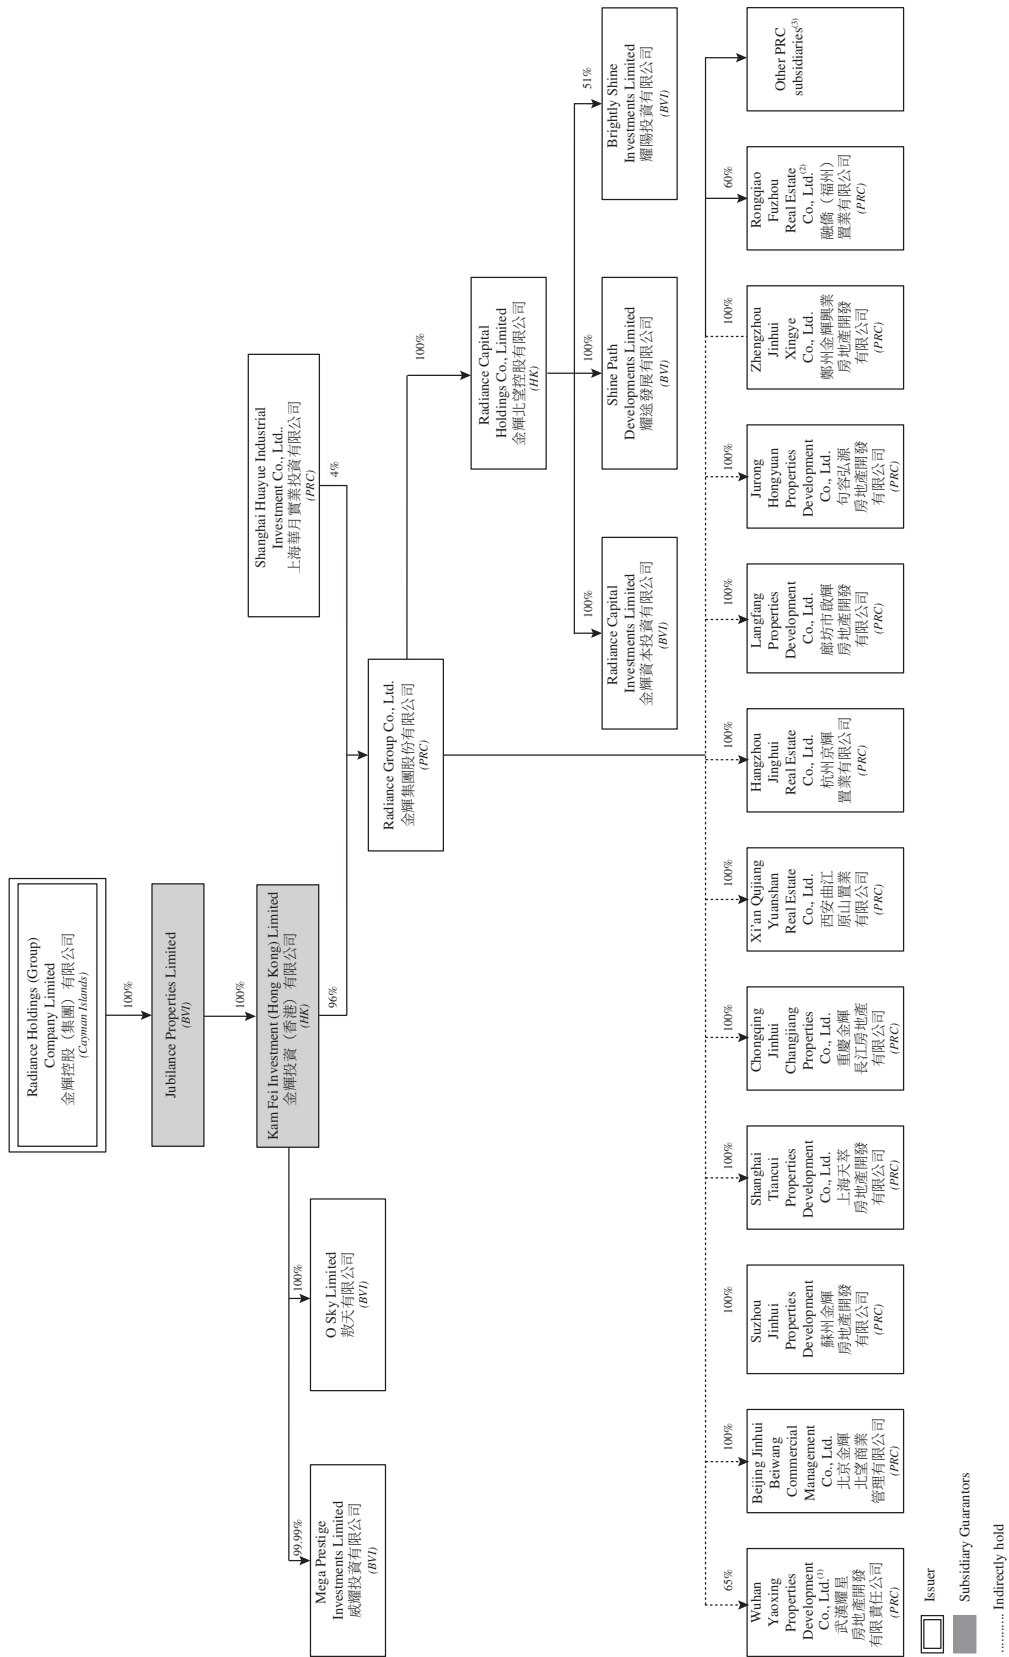 Radiance Holdings (Group)
Company Limited
金輝控股（集團）有限公司
(Cayman Islands)
100%
Jubilance Properties Limited
(BVI)
100%
Kam Fei Investment (Hong Kong) Limited
金輝投資（香港）有限公司
(HK)
96%
Shanghai Huayue Industrial
Investment Co., Ltd..
上海華月實業投資有限公司
(PRC)
4%
99.99%
Mega Prestige
Investments Limited
威耀投資有限公司
(BVI)
100%
O Sky Limited
敖天有限公司
(BVI)
Radiance Group Co., Ltd.
金輝集團股份有限公司
(PRC)
100%
Radiance Capital
Holdings Co., Limited
金輝北望控股有限公司
(HK)
100%
Radiance Capital
Investments Limited
金輝資本投資有限公司
(BVI)
100%
Shine Path
Developments Limited
耀途發展有限公司
(BVI)
51%
Brightly Shine
Investments Limited
耀陽投資有限公司
(BVI)
65%
Wuhan
Yaoxing
Properties
Development
Co., Ltd.(1)
武漢耀星
房地產開發
有限責任公司
(PRC)
100%
Beijing Jinhui
Beiwang
Commercial
Management
Co., Ltd.
北京金輝
北望商業
管理有限公司
(PRC)
100%
Suzhou
Jinhui
Properties
Development
蘇州金輝
房地產開發
有限公司
(PRC)
100%
Shanghai
Tiancui
Properties
Development
Co., Ltd.
上海天萃
房地產開發
有限公司
(PRC)
100%
Chongqing
Jinhui
Changjiang
Properties
Co., Ltd.
重慶金輝
長江房地產
有限公司
(PRC)
100%
Xi'an Qujiang
Yuanshan
Real Estate
Co., Ltd.
西安曲江
原山置業
有限公司
(PRC)
100%
Hangzhou
Jinghui
Real Estate
Co., Ltd.
杭州京輝
置業有限公司
(PRC)
100%
Langfang
Properties
Development
Co., Ltd.
廊坊市啟輝
房地產開發
有限公司
(PRC)
100%
Jurong
Hongyuan
Properties
Development
Co., Ltd.
句容弘源
房地產開發
有限公司
(PRC)
100%
Zhengzhou
Jinhui
Xingye
Co., Ltd.
鄭州金輝興業
房地產開發
有限公司
(PRC)
60%
Rongqiao
Fuzhou
Real Estate
Co., Ltd.(2)
融僑（福州）
置業有限公司
(PRC)
Other PRC
subsidiaries(3)
Issuer
Subsidiary Guarantors
.......... Indirectly hold